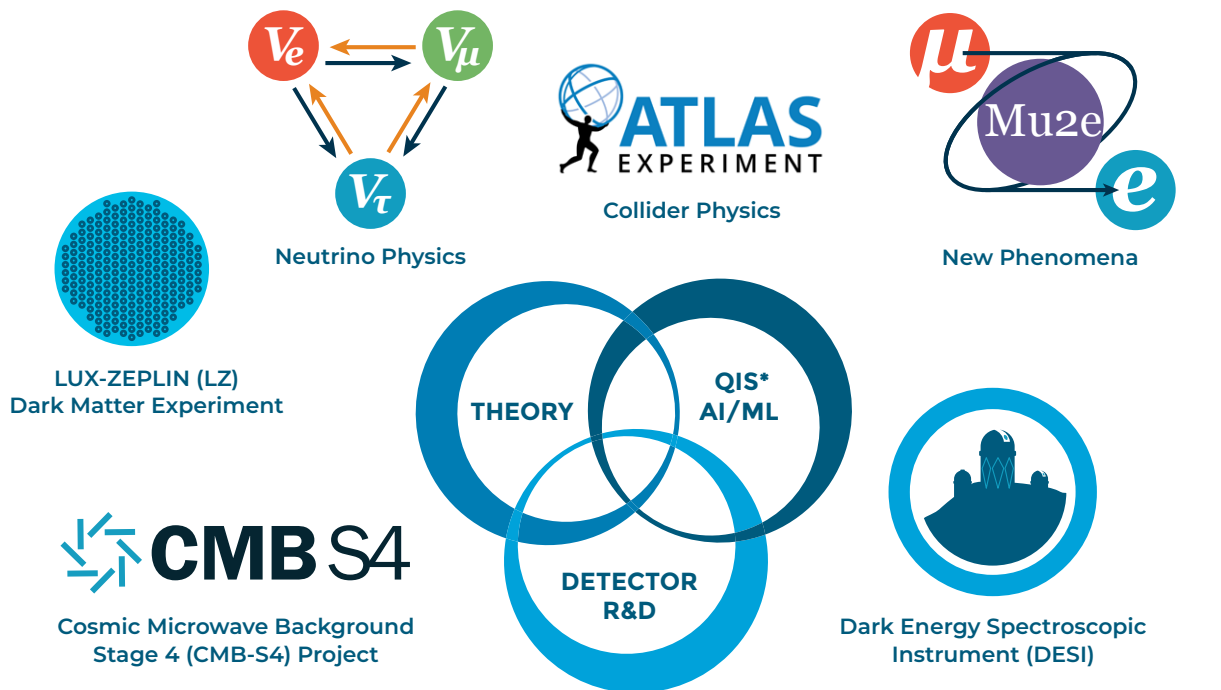 Ve
Vμ
Vτ
Neutrino Physics
ATLAS
EXPERIMENT
Collider Physics
μ
Mu2e
e
New Phenomena
LUX-ZEPLIN (LZ)
Dark Matter Experiment
THEORY
QIS*
AI/ML
DETECTOR
R&D
CMB S4
Cosmic Microwave Background
Stage 4 (CMB-S4) Project
Dark Energy Spectroscopic
Instrument (DESI)